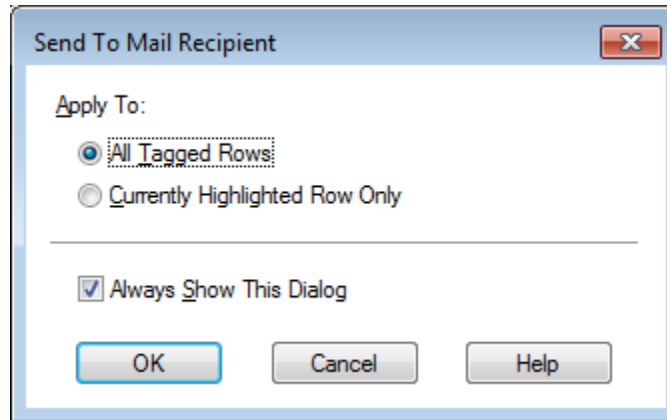 Send To Mail Recipient
Apply To:
All Tagged Rows
Currently Highlighted Row Only
Always Show This Dialog
OK Cancel Help